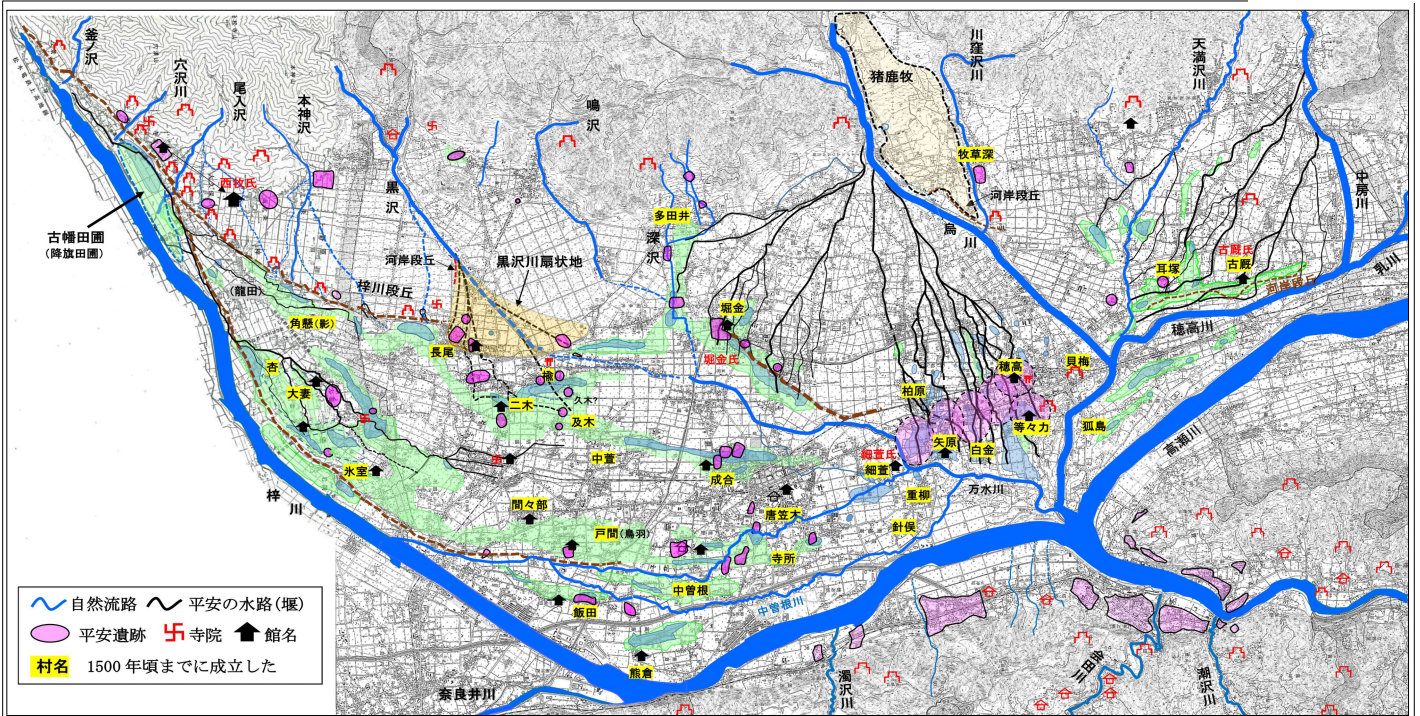 釜ノ沢
穴沢川
尾入沢
本神沢
黒沢
鳴沢
猪鹿牧
川窪沢川
天満沢川
中房川
乳川
西牧氏
古幡田圃
(降旗田圃)
多田井
深沢
牧草深
河岸段丘
烏川
河岸段丘
黒沢川扇状地
梓川段丘
(龍田)
角懸(影)
古厩氏
古厩
耳塚
河岸段丘
穂高川
堀金
堀金氏
長尾
楡
久木?
二木
及木
杏
大妻
氷室
中萱
成合
柏原
穂高
貝梅
等々力
狐島
矢原
白金
細萱氏
細萱
重柳
万水川
高瀬川
梓川
間々部
戸間(鳥羽)
唐笠木
針俣
寺所
中曽根
中曽根川
飯田
熊倉
奈良井川
濁沢川
会田川
潮沢川
自然流路
平安の水路(堰)
平安遺跡
寺院
館名
村名
1500年頃までに成立した